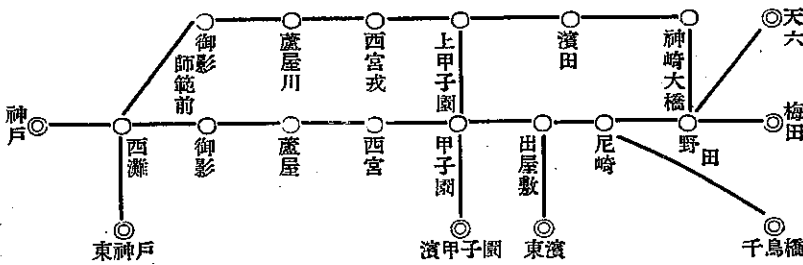 御影師範前
蘆屋川
西宮戎
上甲子園
濱田
神崎大橋
天六
神戸
西灘
御影
蘆屋
西宮
甲子園
出屋敷
尼崎
野田
梅田
東神戸
濱甲子園
東濱
千鳥橋